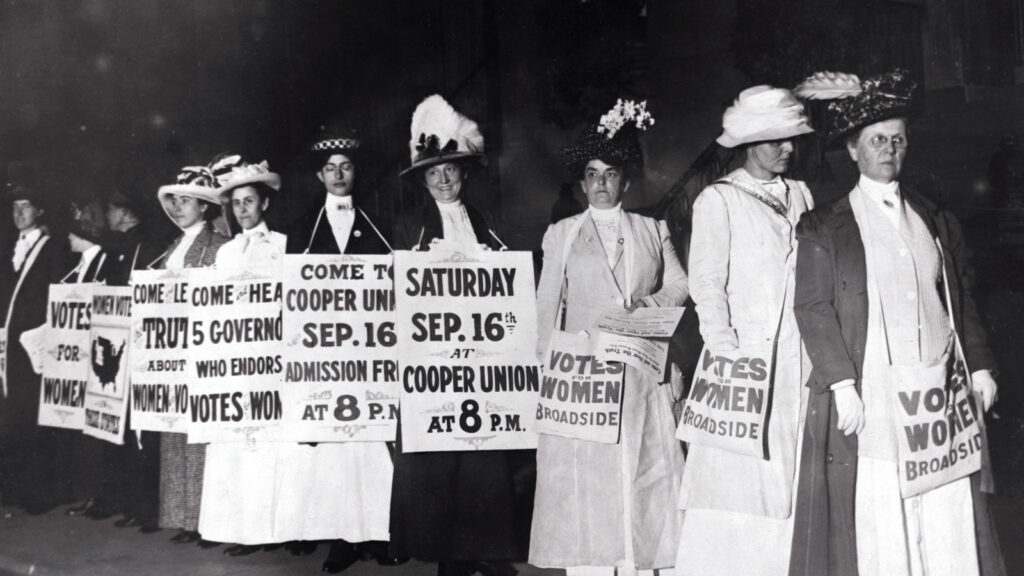 VOTES
FOR
WOMEN
WOMEN VOTE
COME
TRUT
ABOUT
WOMEN VO
COME AND HEA
5 GOVERNO
WHO ENDORS
VOTES FOR WOM
COME TO
COOPER UNI
SEP. 16
ADMISSION FR
AT 8 P.M
SATURDAY
SEP. 16th
AT
COOPER UNION
AT 8 P.M.
VOTES
FOR
WOMEN
BROADSIDE
VOTES
FOR
WOMEN
BROADSIDE
VO
WOMEN
BROADSIDE